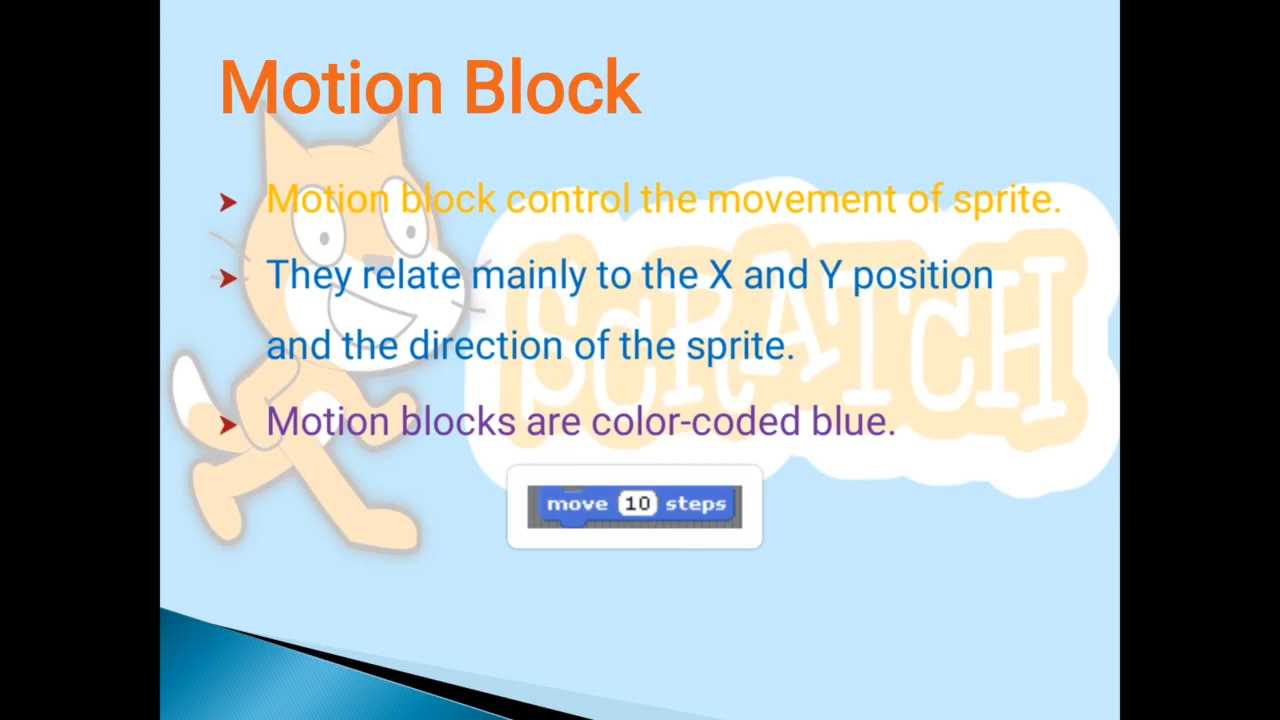 Motion Block
Motion block control the movement of sprite.
They relate mainly to the X and Y position
and the direction of the sprite.
SCRATCH
Motion blocks are color-coded blue.
move 10 steps